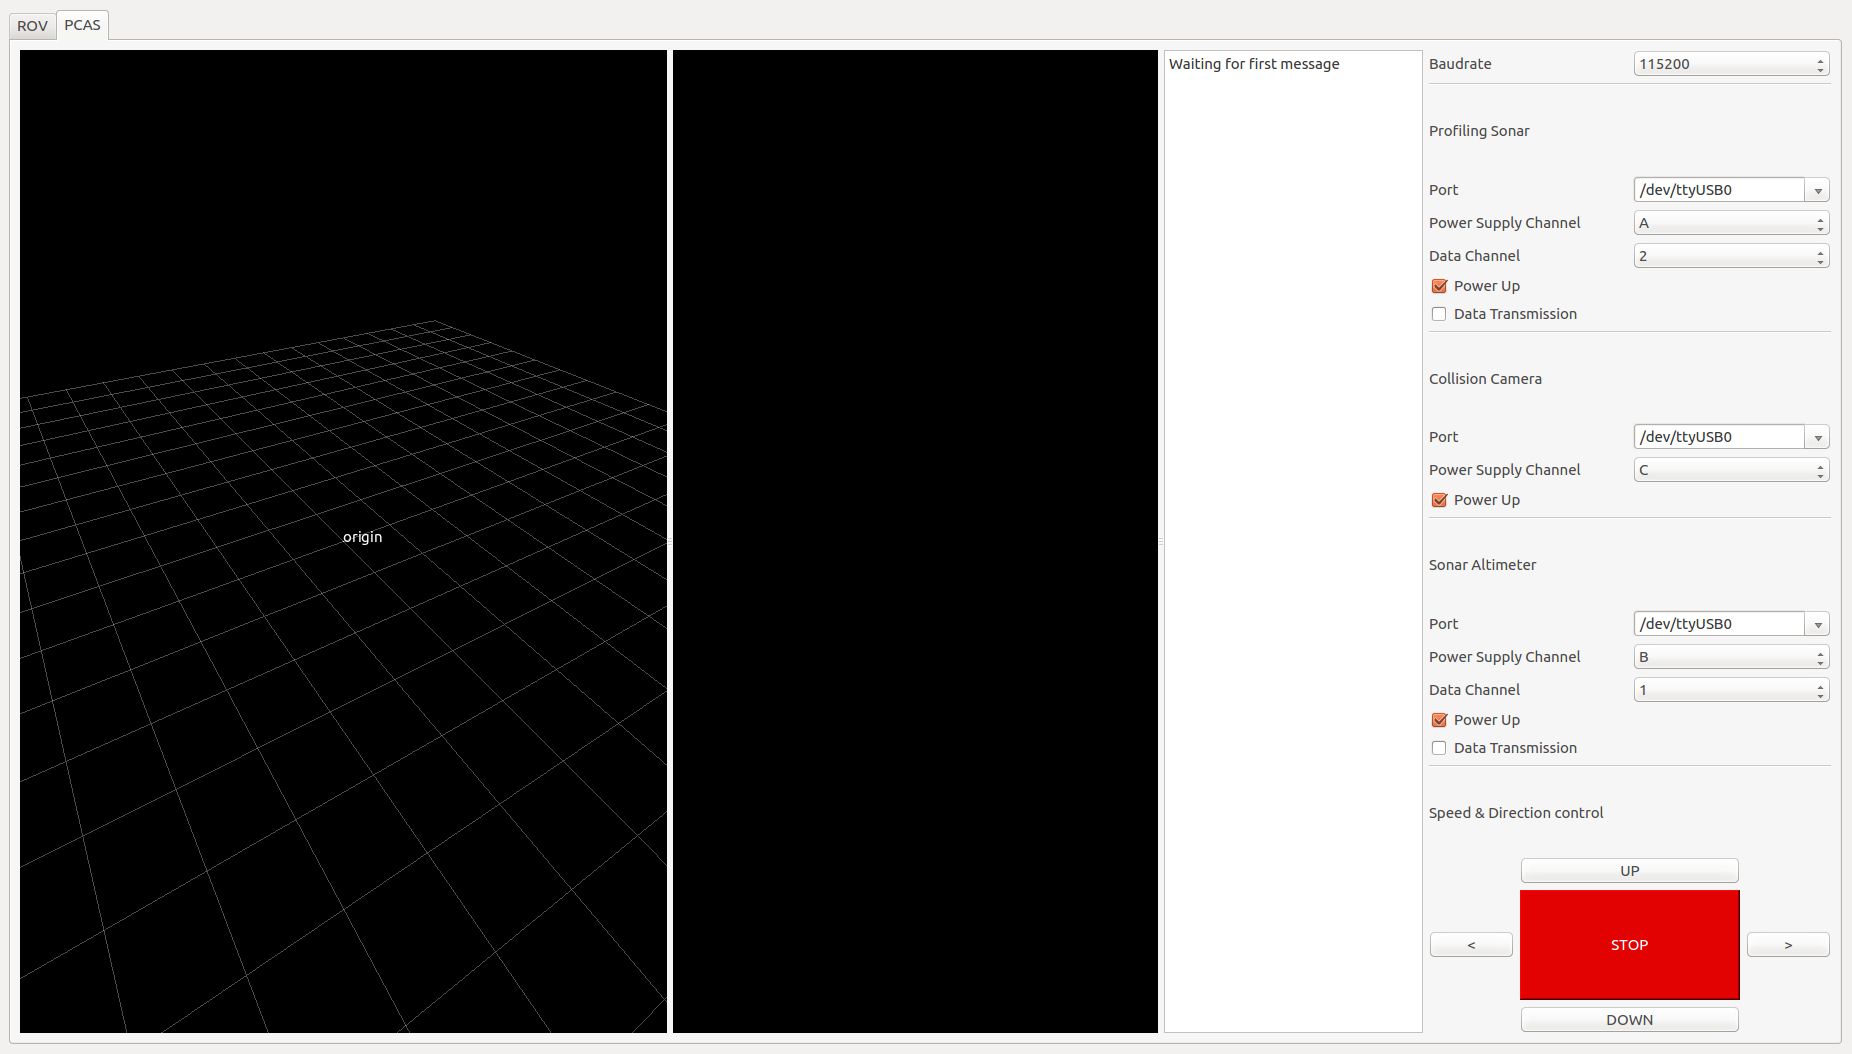 ROV PCAS
origin
Waiting for first message
Baudrate 115200
Profiling Sonar
Port /dev/ttyUSB0
Power Supply Channel A
Data Channel 2
Power Up
Data Transmission
Collision Camera
Port /dev/ttyUSB0
Power Supply Channel C
Power Up
Sonar Altimeter
Port /dev/ttyUSB0
Power Supply Channel B
Data Channel 1
Power Up
Data Transmission
Speed & Direction control
UP
< STOP >
DOWN